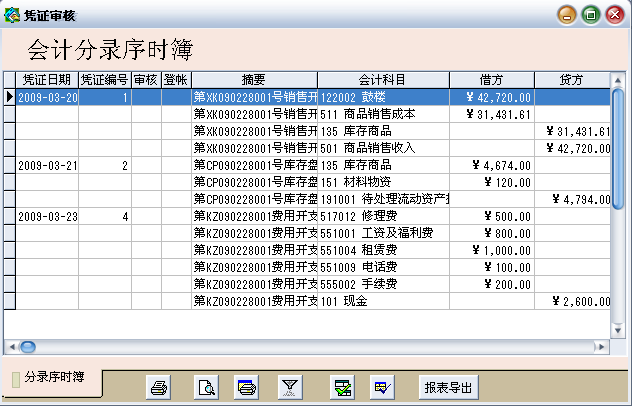 凭证审核
会计分录序时簿
凭证日期 凭证编号 审核 登帐 摘要 会计科目 借方 贷方
2009-03-20 1 第XK090228001号销售开 122002 鼓楼 ￥42,720.00
第XK090228001号销售开 511 商品销售成本 ￥31,431.61
第XK090228001号销售开 135 库存商品 ￥31,431.61
第XK090228001号销售开 501 商品销售收入 ￥42,720.00
2009-03-21 2 第CP090228001号库存盘 135 库存商品 ￥4,674.00
第CP090228001号库存盘 151 材料物资 ￥120.00
第CP090228001号库存盘 191001 待处理流动资产 ￥4,794.00
2009-03-23 4 第KZ090228001费用开支 517012 修理费 ￥500.00
第KZ090228001费用开支 551001 工资及福利费 ￥800.00
第KZ090228001费用开支 551004 租赁费 ￥1,000.00
第KZ090228001费用开支 551009 电话费 ￥100.00
第KZ090228001费用开支 555002 手续费 ￥200.00
第KZ090228001费用开支 101 现金 ￥2,600.00
分录序时簿
报表导出